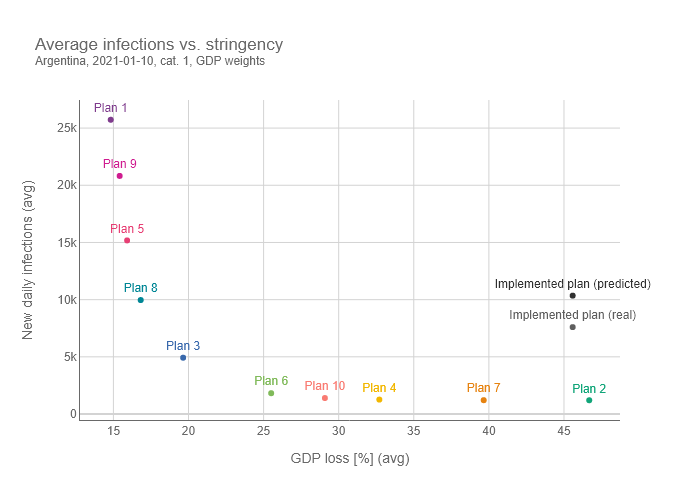 Average infections vs. stringency
Argentina, 2021-01-10, cat. 1, GDP weights
New daily infections (avg)
25k
20k
15k
10k
5k
0
Plan 1
Plan 9
Plan 5
Plan 8
Implemented plan (predicted)
Implemented plan (real)
Plan 3
Plan 6
Plan 10
Plan 4
Plan 7
Plan 2
15
20
25
30
35
40
45
GDP loss [%] (avg)